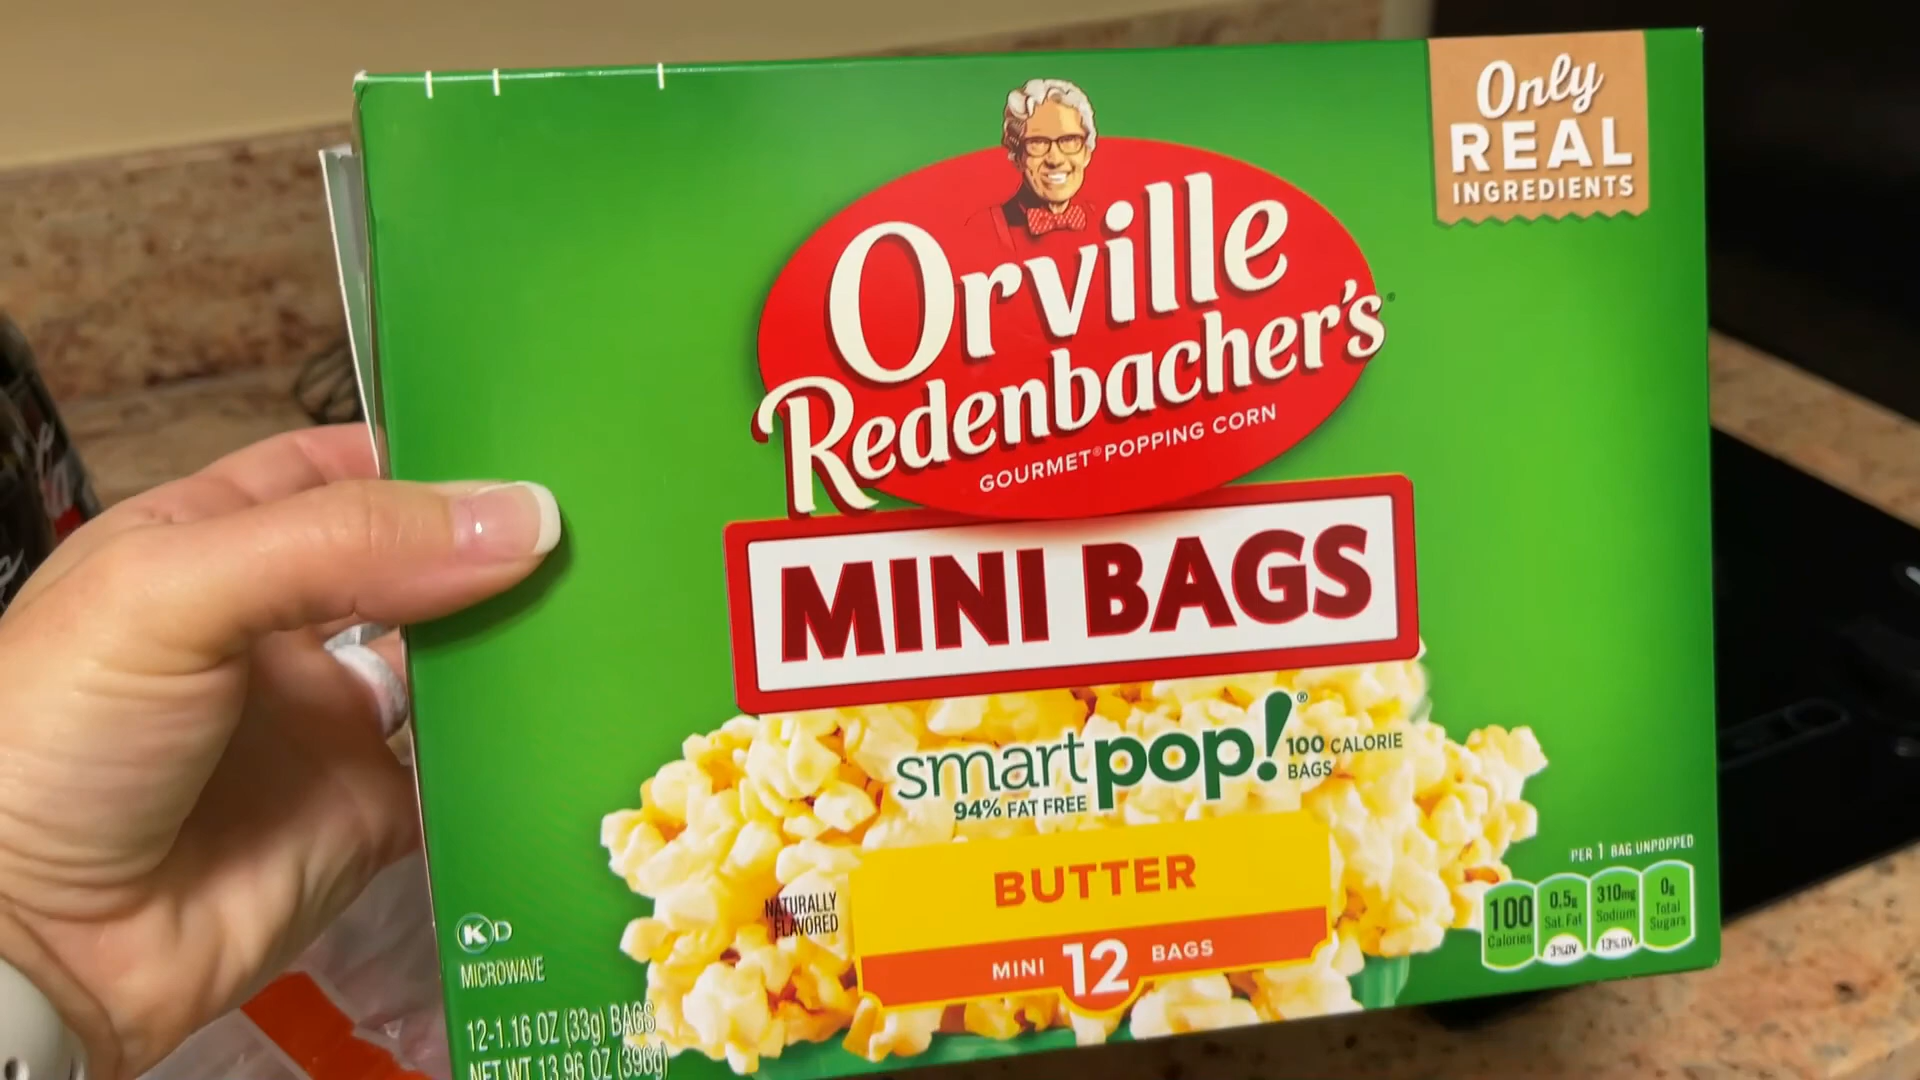 Only
REAL
INGREDIENTS
Orville
Redenbacher's®
GOURMET® POPPING CORN
MINI BAGS
smartpop!®
100 CALORIE
BAGS
94% FAT FREE
BUTTER
NATURALLY
FLAVORED
MINI 12 BAGS
PER 1 BAG UNPOPPED
100
Calories
0.5g
Sat. Fat
3% DV
310mg
Sodium
13% DV
0g
Total
Sugars
K D
MICROWAVE
12-1.16 OZ (33g) BAGS
NET WT 13.96 OZ (396g)